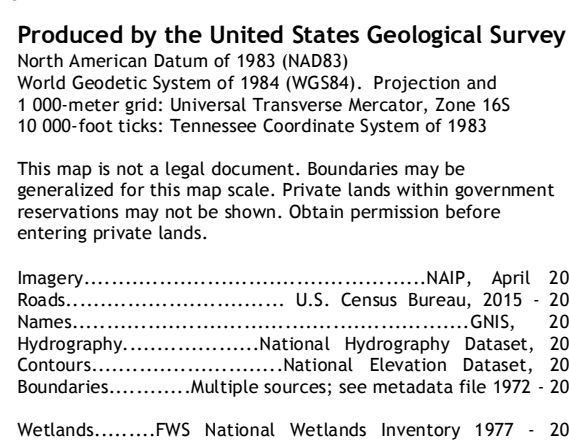 Produced by the United States Geological Survey
North American Datum of 1983 (NAD83)
World Geodetic System of 1984 (WGS84). Projection and
1 000-meter grid: Universal Transverse Mercator, Zone 16S
10 000-foot ticks: Tennessee Coordinate System of 1983
This map is not a legal document. Boundaries may be
generalized for this map scale. Private lands within government
reservations may not be shown. Obtain permission before
entering private lands.
Imagery..................................................NAIP, April 20
Roads................................ U.S. Census Bureau, 2015 - 20
Names..........................................................GNIS, 20
Hydrography....................National Hydrography Dataset, 20
Contours............................National Elevation Dataset, 20
Boundaries............Multiple sources; see metadata file 1972 - 20
Wetlands.........FWS National Wetlands Inventory 1977 - 20